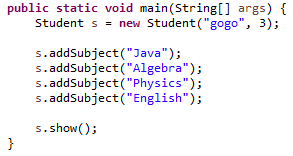 public static void main(String[] args) {
    Student s = new Student("gogo", 3);

    s.addSubject("Java");
    s.addSubject("Algebra");
    s.addSubject("Physics");
    s.addSubject("English");

    s.show();
}